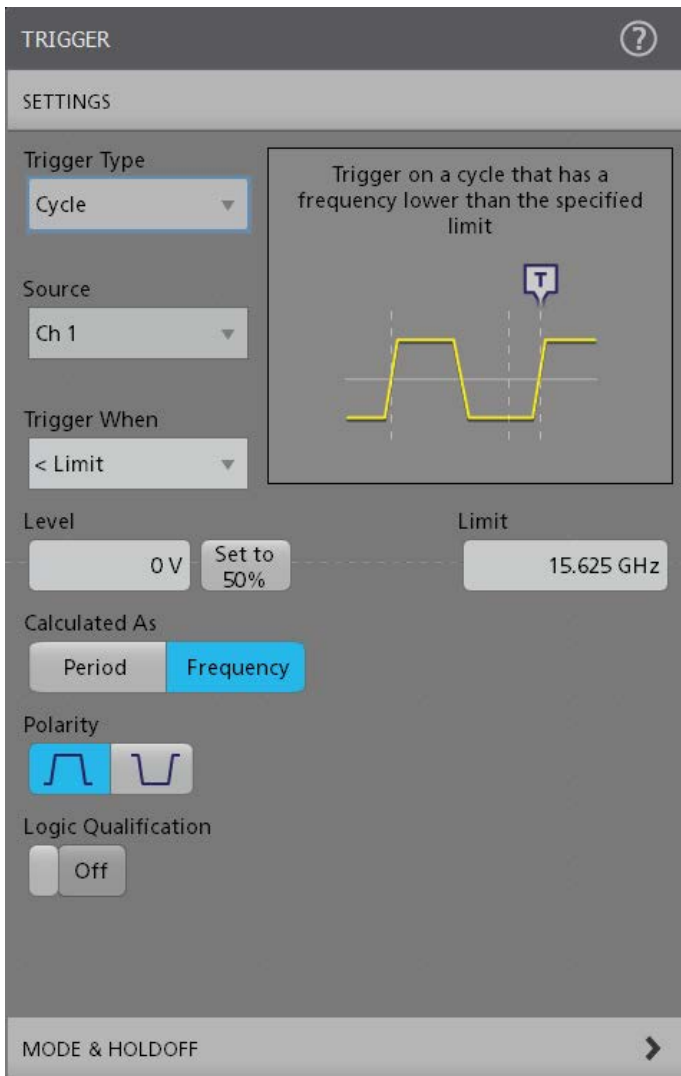 TRIGGER
?
SETTINGS
Trigger Type
Cycle
Trigger on a cycle that has a
frequency lower than the specified
limit
T
Source
Ch 1
Trigger When
< Limit
Level
Limit
0 V
Set to
50%
15.625 GHz
Calculated As
Period
Frequency
Polarity
Logic Qualification
Off
MODE & HOLDOFF